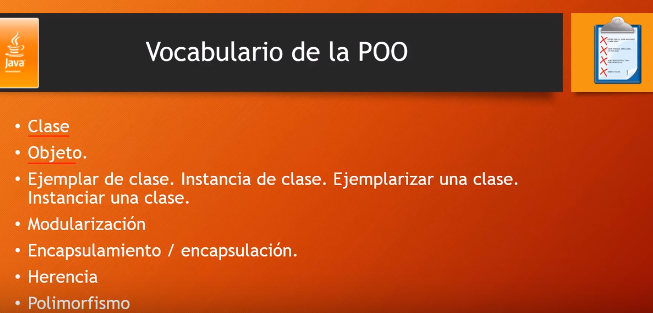 Java
Vocabulario de la POO
• Clase
• Objeto.
• Ejemplar de clase. Instancia de clase. Ejemplarizar una clase.
Instanciar una clase.
• Modularización
• Encapsulamiento / encapsulación.
• Herencia
• Polimorfismo